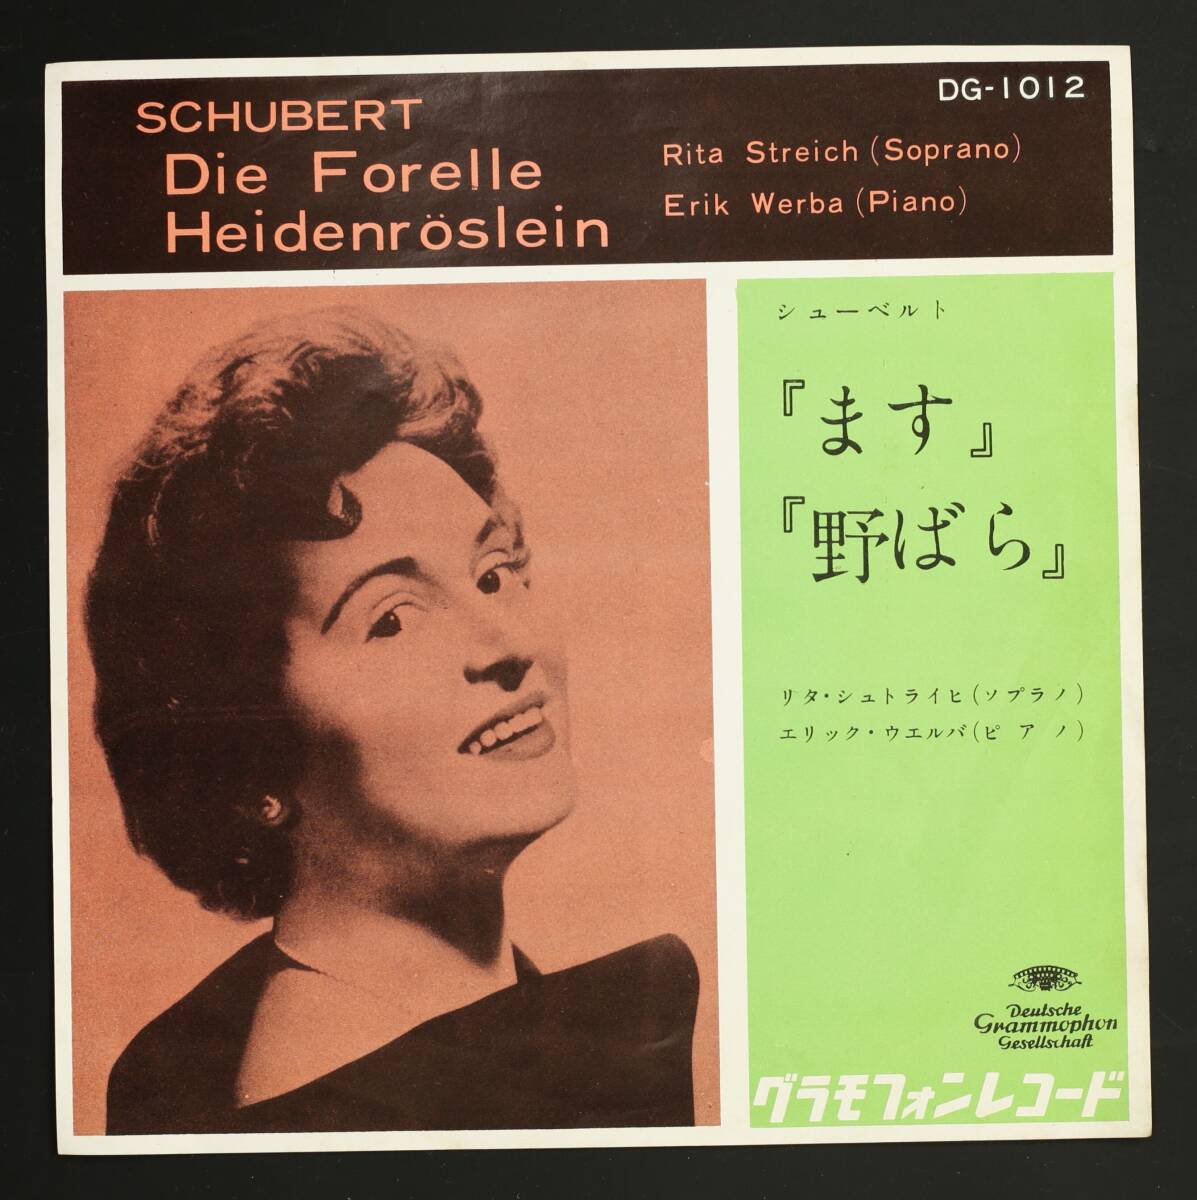 DG-1012
SCHUBERT
Die Forelle
Heidenröslein
Rita Streich (Soprano)
Erik Werba (Piano)
シューベルト
『ます』
『野ばら』
リタ・シュトライヒ(ソプラノ)
エリック・ウエルバ(ピアノ)
Deutsche
Grammophon
Gesellschaft
グラモフォンレコード